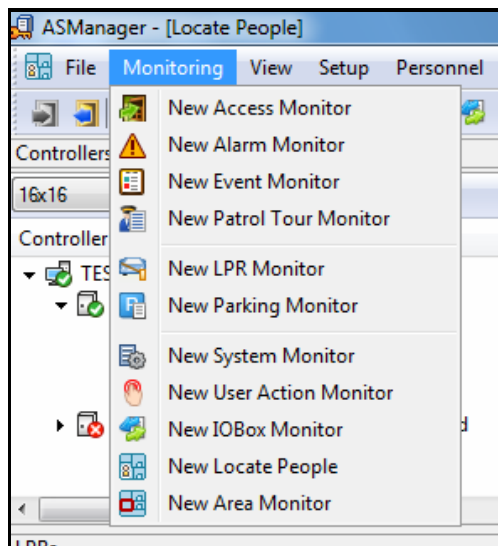 ASManager - [Locate People]
File Monitoring View Setup Personnel
New Access Monitor
New Alarm Monitor
Controllers
New Event Monitor
16x16
New Patrol Tour Monitor
Controller
TES
New LPR Monitor
New Parking Monitor
New System Monitor
New User Action Monitor
New IOBox Monitor
d
New Locate People
New Area Monitor